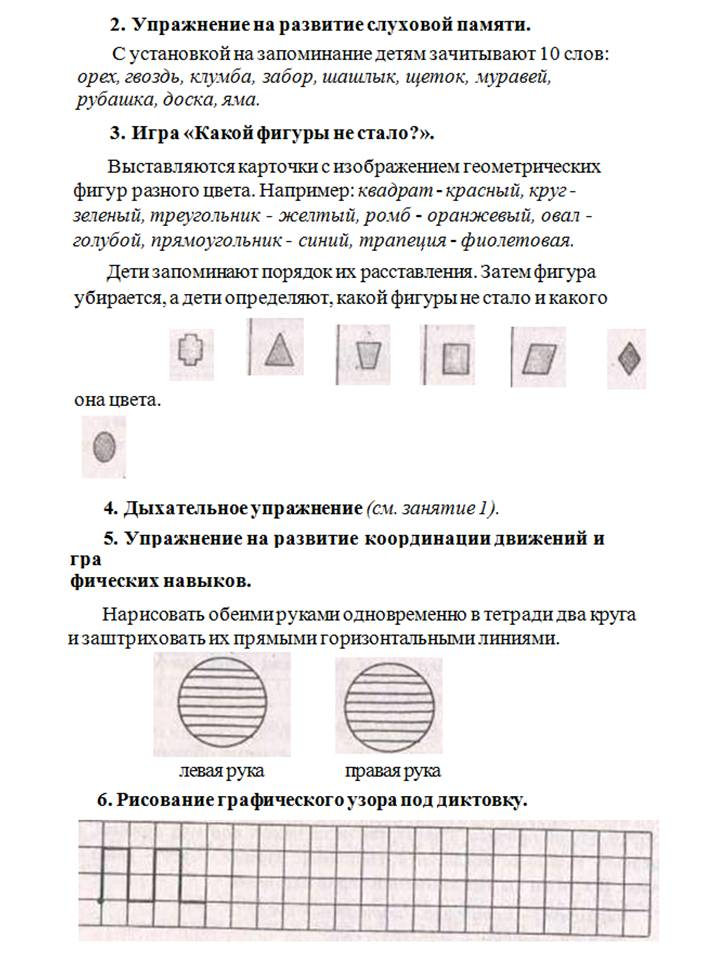 2. Упражнение на развитие слуховой памяти.
С установкой на запоминание детям зачитывают 10 слов:
орех, гвоздь, клумба, забор, шашлык, щеток, муравей,
рубашка, доска, яма.
3. Игра «Какой фигуры не стало?».
Выставляются карточки с изображением геометрических
фигур разного цвета. Например: квадрат - красный, круг -
зеленый, треугольник - желтый, ромб - оранжевый, овал -
голубой, прямоугольник - синий, трапеция - фиолетовая.
Дети запоминают порядок их расставления. Затем фигура
убирается, а дети определяют, какой фигуры не стало и какого
она цвета.
4. Дыхательное упражнение (см. занятие 1).
5. Упражнение на развитие координации движений и
гра
фических навыков.
Нарисовать обеими руками одновременно в тетради два круга
и заштриховать их прямыми горизонтальными линиями.
левая рука правая рука
6. Рисование графического узора под диктовку.